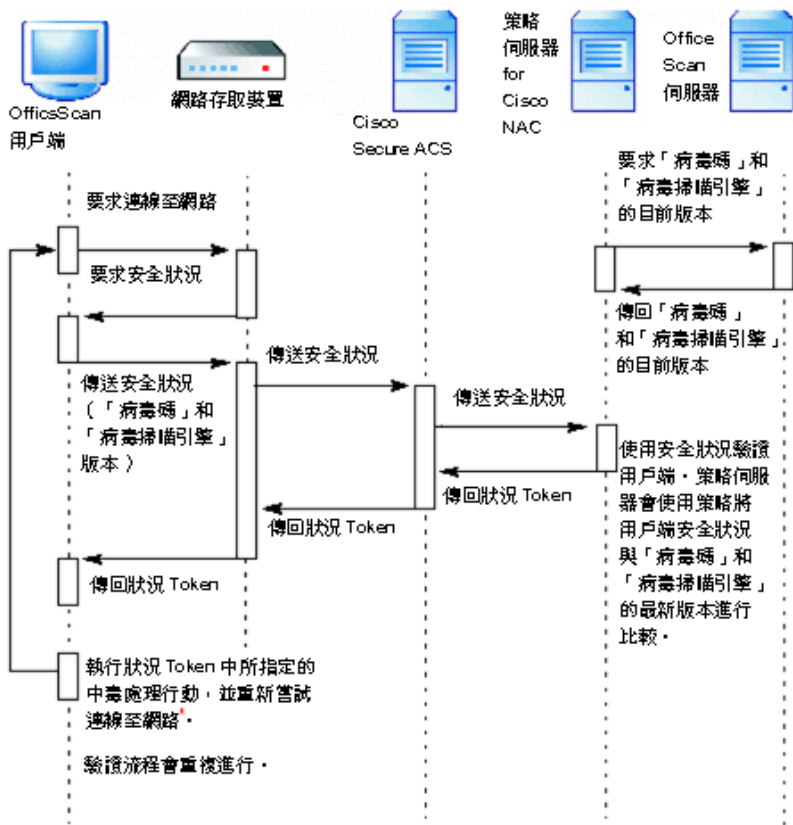 OfficsScan
用戶端
網路存取裝置
Cisco
Secure ACS
策略
伺服器
for
Cisco
NAC
Office
Scan
伺服器
要求「病毒碼」和
「病毒掃瞄引擎」
的目前版本
要求連線至網路
要求安全狀況
傳回「病毒碼」
和「病毒掃瞄引擎」
的目前版本
傳送安全狀況
(「病毒碼」和
「病毒掃瞄引擎」
版本)
傳送安全狀況
傳送安全狀況
使用安全狀況驗證
用戶端。策略伺服
器會使用策略將
用戶端安全狀況
與「病毒碼」和
「病毒掃瞄引擎」
的最新版本進行
比較。
傳回狀況 Token
傳回狀況 Token
傳回狀況 Token
執行狀況 Token 中所指定的
中毒處理行動,並重新嘗試
連線至網路*。
驗證流程會重複進行。